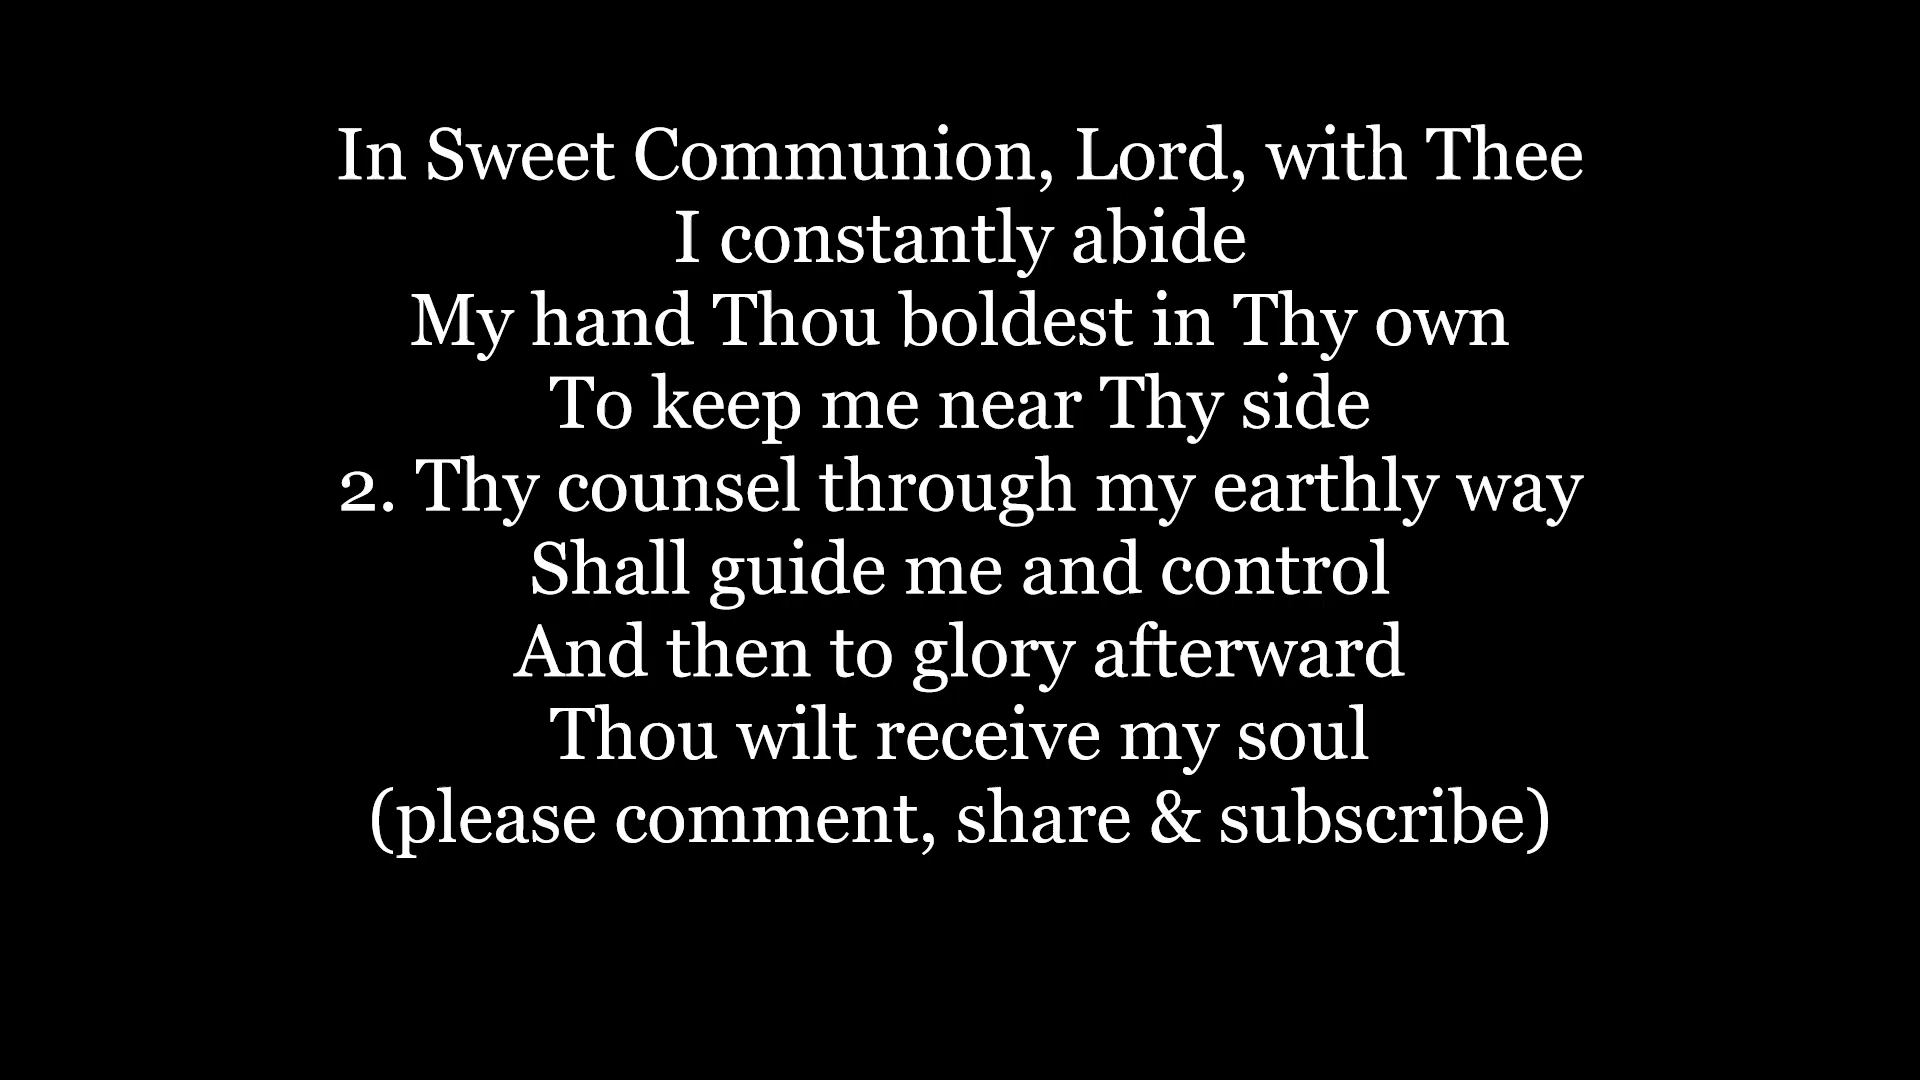 In Sweet Communion, Lord, with Thee
I constantly abide
My hand Thou boldest in Thy own
To keep me near Thy side
2. Thy counsel through my earthly way
Shall guide me and control
And then to glory afterward
Thou wilt receive my soul
(please comment, share & subscribe)